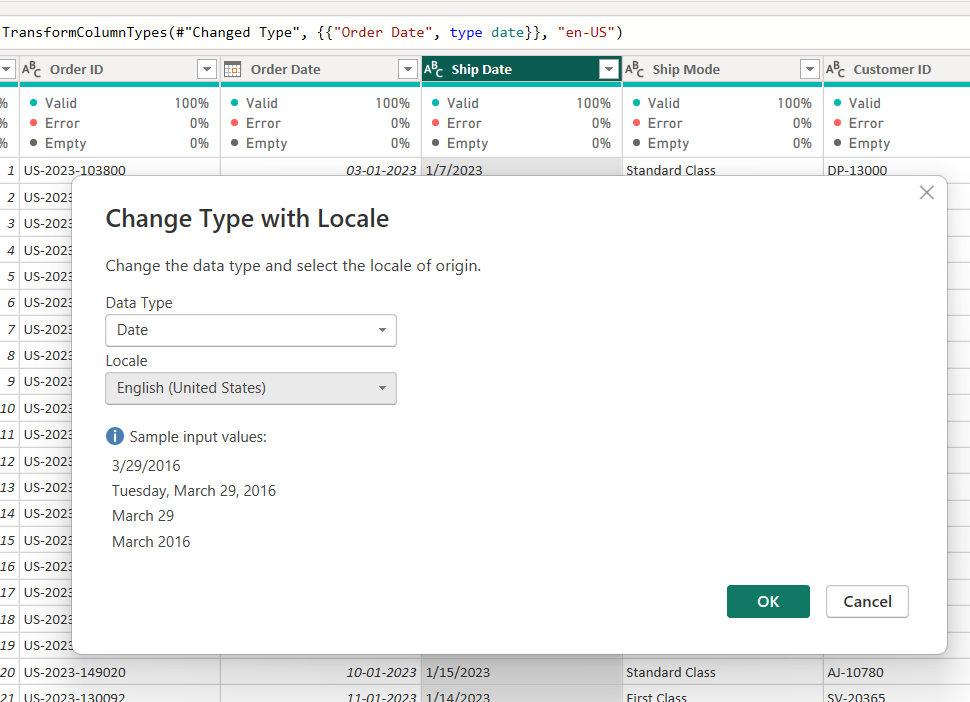 TransformColumnTypes(#"Changed Type", {{"Order Date", type date}}, "en-US")
ABC Order ID Order Date ABC Ship Date ABC Ship Mode ABC Customer ID
% Valid 100% Valid 100% Valid 100% Valid 100% Valid
% Error 0% Error 0% Error 0% Error 0% Error
% Empty 0% Empty 0% Empty 0% Empty 0% Empty
1 US-2023-103800 03-01-2023 1/7/2023 Standard Class DP-13000
2 US-2023
3 US-2023
4 US-2023
5 US-2023
6 US-2023
7 US-2023
8 US-2023
9 US-2023
10 US-2023
11 US-2023
12 US-2023
13 US-2023
14 US-2023
15 US-2023
16 US-2023
17 US-2023
18 US-2023
19 US-2023
Change Type with Locale
Change the data type and select the locale of origin.
Data Type
Date
Locale
English (United States)
Sample input values:
3/29/2016
Tuesday, March 29, 2016
March 29
March 2016
OK Cancel
20 US-2023-149020 10-01-2023 1/15/2023 Standard Class AJ-10780
21 US-2023-130092 11-01-2023 1/14/2023 First Class SV-20365